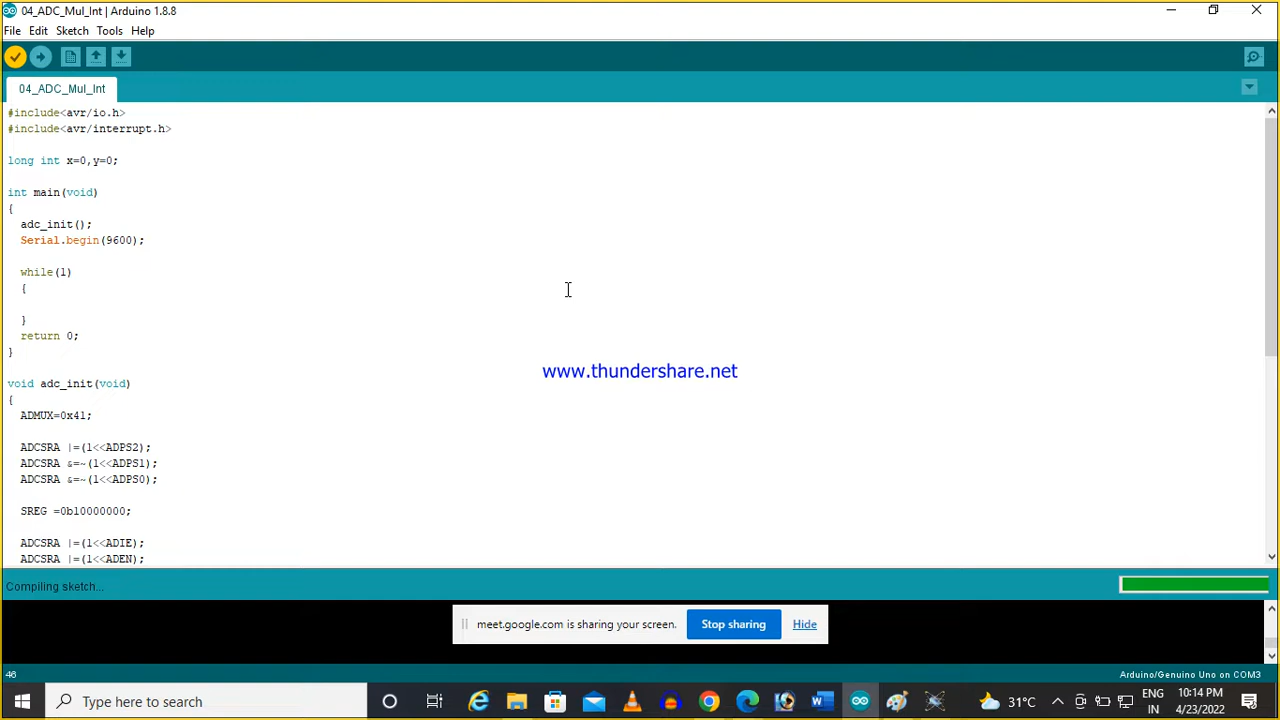 04_ADC_Mul_Int | Arduino 1.8.8
File Edit Sketch Tools Help
04_ADC_Mul_Int
#include<avr/io.h>
#include<avr/interrupt.h>
long int x=0,y=0;
int main(void)
{
adc_init();
Serial.begin(9600);
while(1)
{
}
return 0;
}
www.thundershare.net
void adc_init(void)
{
ADMUX=0x41;
ADCSRA |=(1<<ADPS2);
ADCSRA &=~(1<<ADPS1);
ADCSRA &=~(1<<ADPS0);
SREG =0b10000000;
ADCSRA |=(1<<ADIE);
ADCSRA |=(1<<ADEN);
Compiling sketch...
meet.google.com is sharing your screen. Stop sharing Hide
46 Arduino/Genuino Uno on COM3
Type here to search 31°C ENG 10:14 PM
IN 4/23/2022